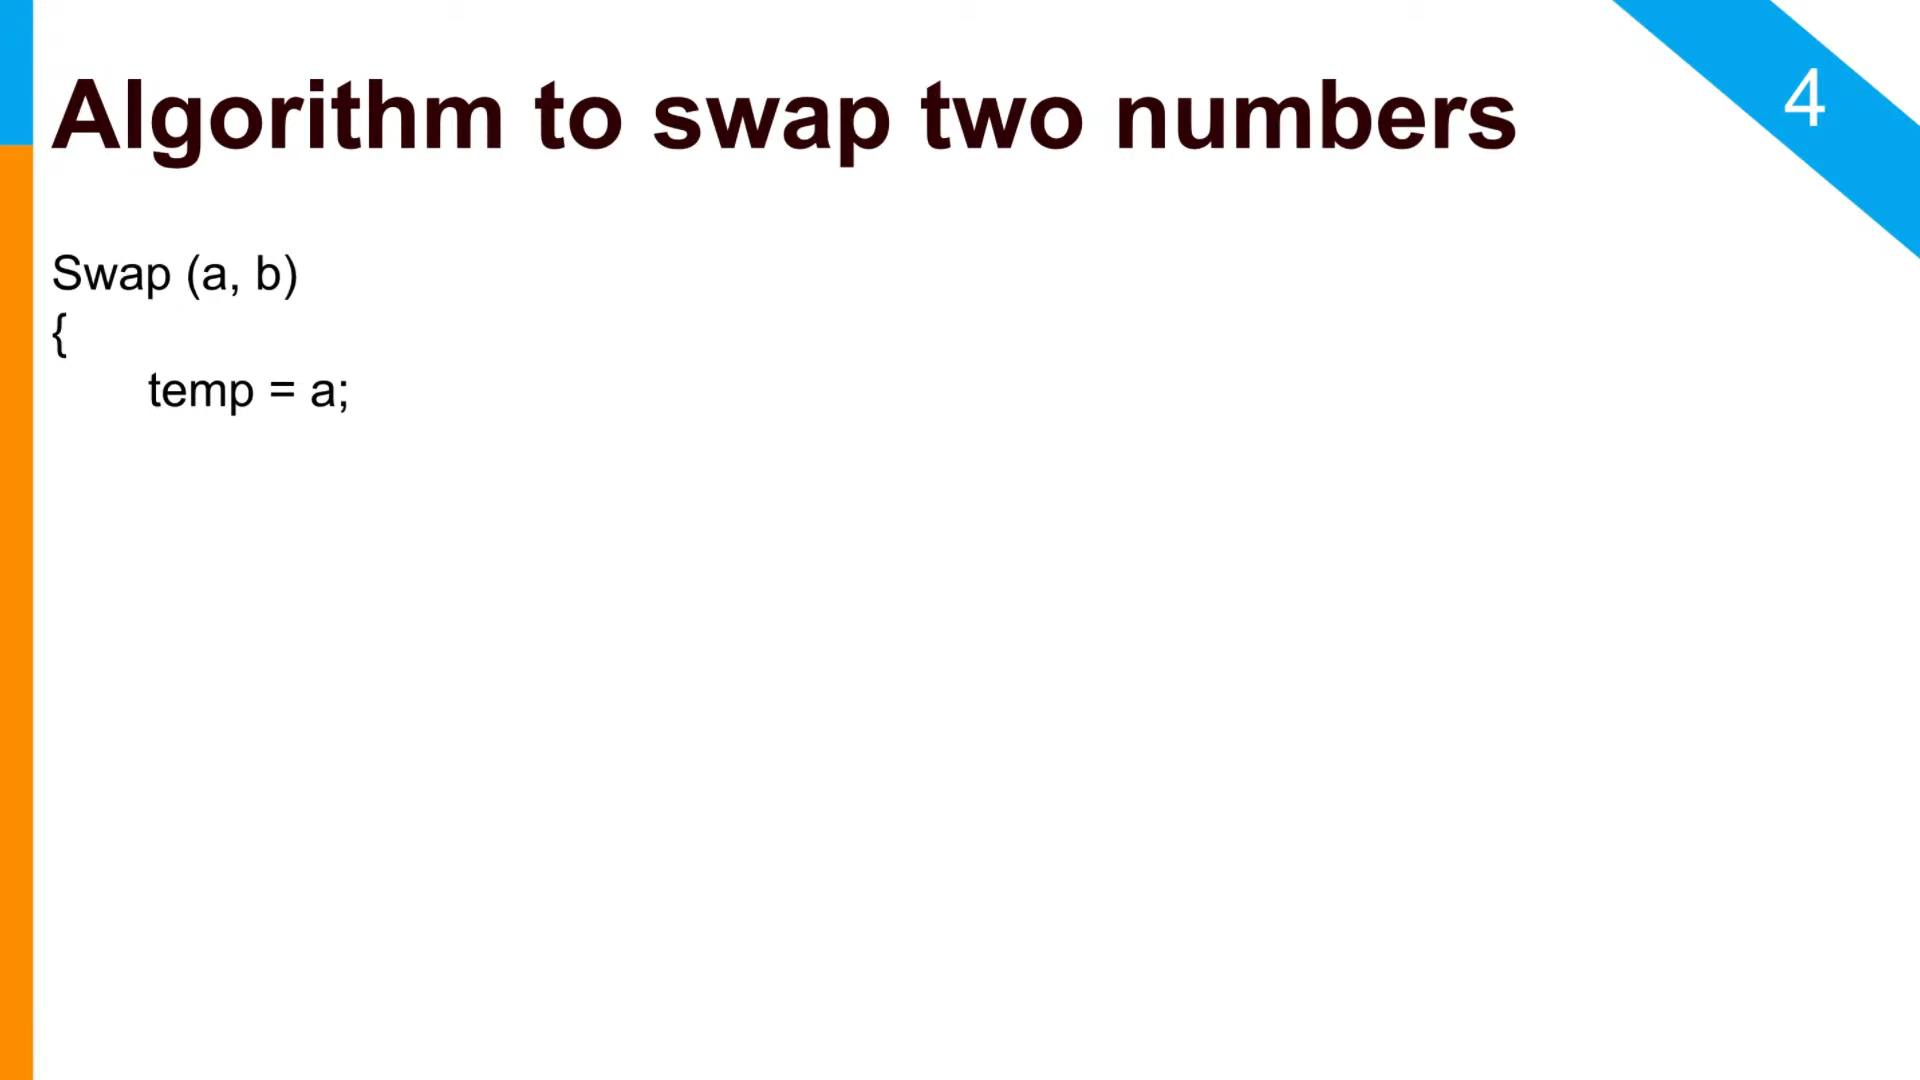 Algorithm to swap two numbers
4
Swap (a, b)
{
temp = a;